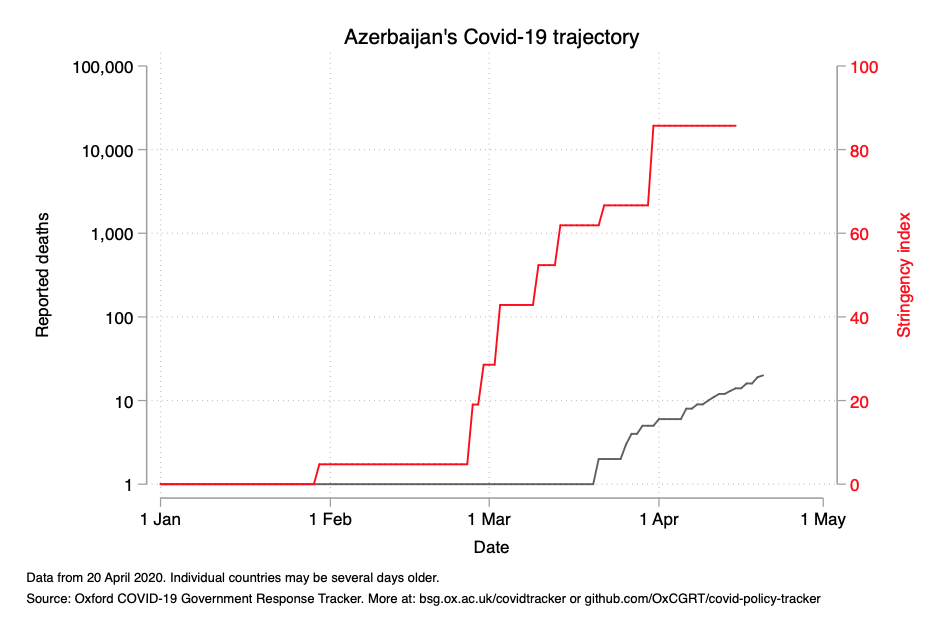 Azerbaijan's Covid-19 trajectory
100,000
10,000
1,000
100
10
1
Reported deaths
100
80
60
40
20
0
Stringency index
1 Jan
1 Feb
1 Mar
1 Apr
1 May
Date
Data from 20 April 2020. Individual countries may be several days older.
Source: Oxford COVID-19 Government Response Tracker. More at: bsg.ox.ac.uk/covidtracker or github.com/OxCGRT/covid-policy-tracker